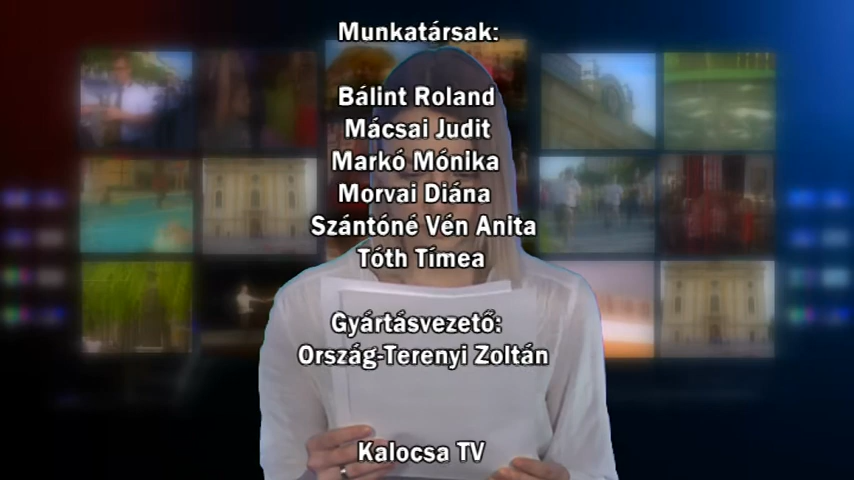 Munkatársak:
Bálint Roland
Mácsai Judit
Markó Mónika
Morvai Diána
Szántóné Vén Anita
Tóth Tímea
Gyártásvezető:
Ország-Terenyi Zoltán
Kalocsa TV